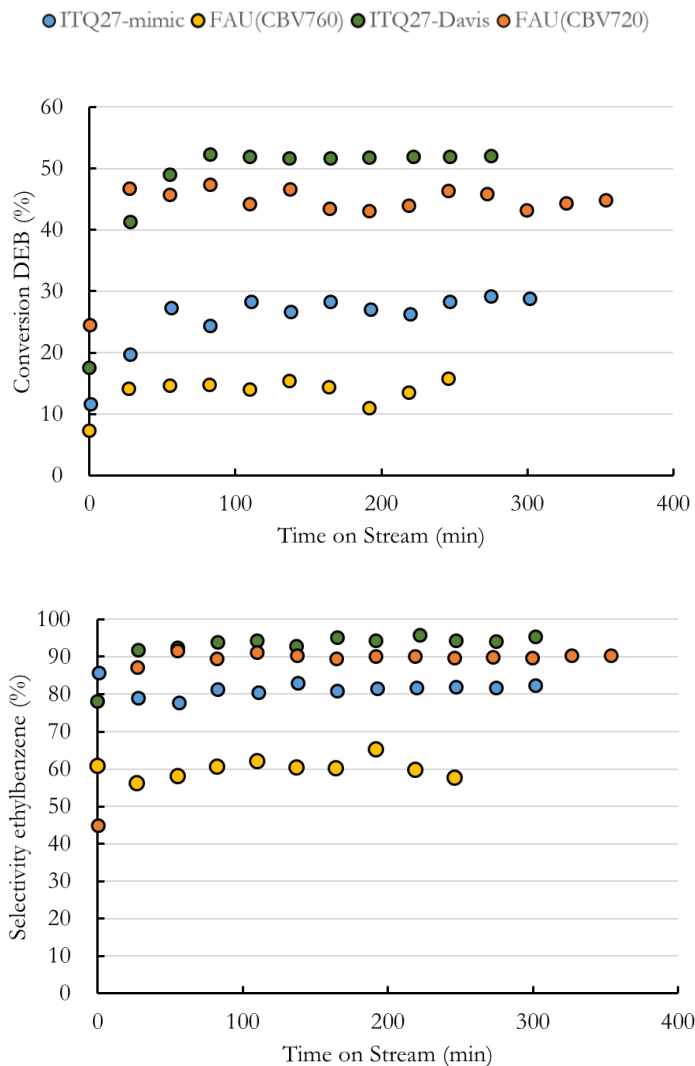 ITQ27-mimic FAU(CBV760) ITQ27-Davis FAU(CBV720)
60
50
40
30
20
10
0
Conversion DEB (%)
0 100 200 300 400
Time on Stream (min)
100
90
80
70
60
50
40
30
20
10
0
Selectivity ethylbenzene (%)
0 100 200 300 400
Time on Stream (min)